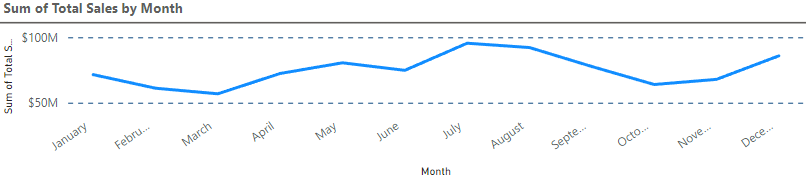 Sum of Total Sales by Month
Sum of Total S...
$100M
$50M
January
Febru...
March
April
May
June
July
August
Septe...
Octo...
Nove...
Dece...
Month